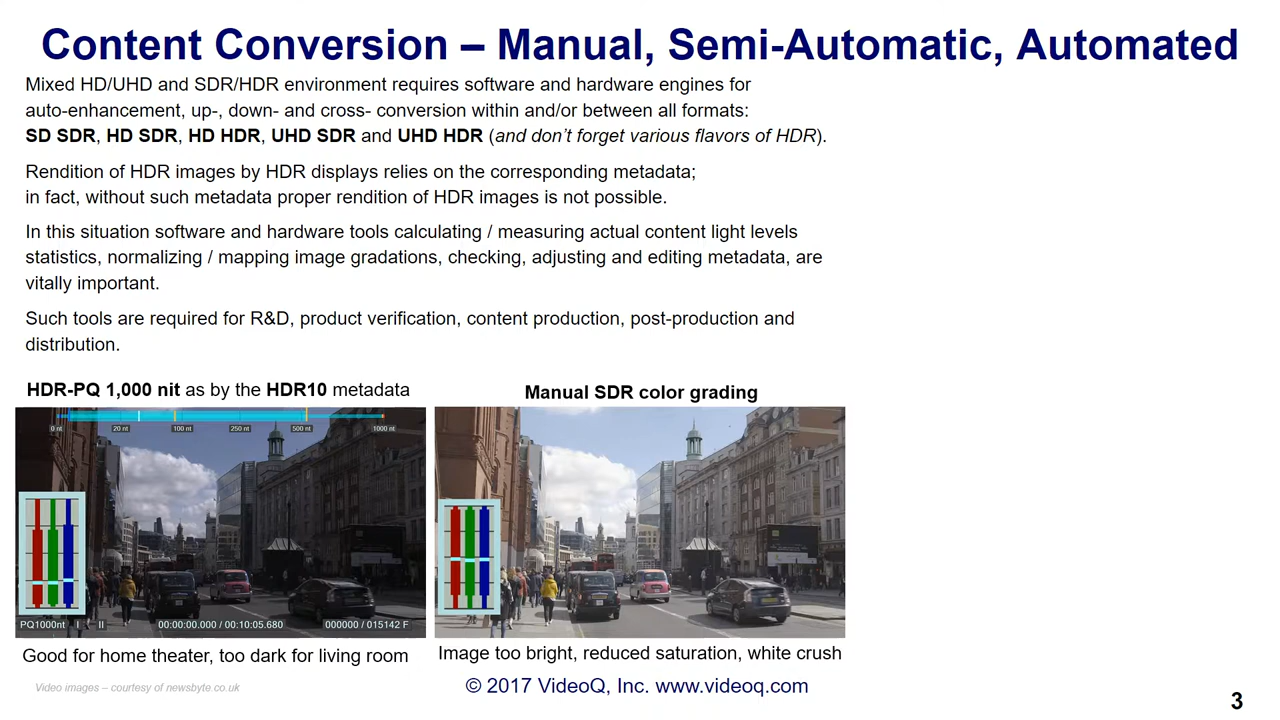 Content Conversion – Manual, Semi-Automatic, Automated
Mixed HD/UHD and SDR/HDR environment requires software and hardware engines for
auto-enhancement, up-, down- and cross- conversion within and/or between all formats:
SD SDR, HD SDR, HD HDR, UHD SDR and UHD HDR (and don't forget various flavors of HDR).
Rendition of HDR images by HDR displays relies on the corresponding metadata;
in fact, without such metadata proper rendition of HDR images is not possible.
In this situation software and hardware tools calculating / measuring actual content light levels
statistics, normalizing / mapping image gradations, checking, adjusting and editing metadata, are
vitally important.
Such tools are required for R&D, product verification, content production, post-production and
distribution.
HDR-PQ 1,000 nit as by the HDR10 metadata
0 nt 20 nt 100 nt 250 nt 500 nt 1000 nt
PQ1000nt I II 00:00:00.000 / 00:10:05.680 000000 / 015142 F
Good for home theater, too dark for living room
Manual SDR color grading
Image too bright, reduced saturation, white crush
Video images – courtesy of newsbyte.co.uk
© 2017 VideoQ, Inc. www.videoq.com
3